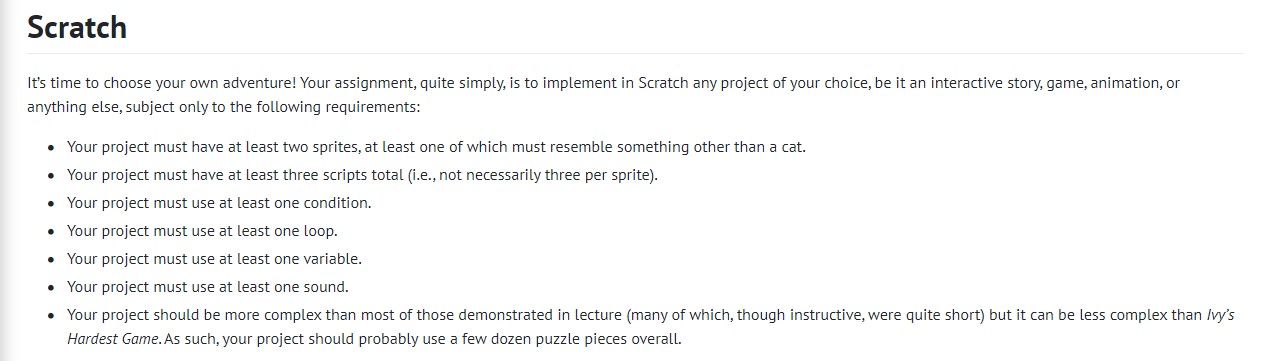 Scratch
It's time to choose your own adventure! Your assignment, quite simply, is to implement in Scratch any project of your choice, be it an interactive story, game, animation, or
anything else, subject only to the following requirements:
• Your project must have at least two sprites, at least one of which must resemble something other than a cat.
• Your project must have at least three scripts total (i.e., not necessarily three per sprite).
• Your project must use at least one condition.
• Your project must use at least one loop.
• Your project must use at least one variable.
• Your project must use at least one sound.
• Your project should be more complex than most of those demonstrated in lecture (many of which, though instructive, were quite short) but it can be less complex than Ivy's
Hardest Game. As such, your project should probably use a few dozen puzzle pieces overall.